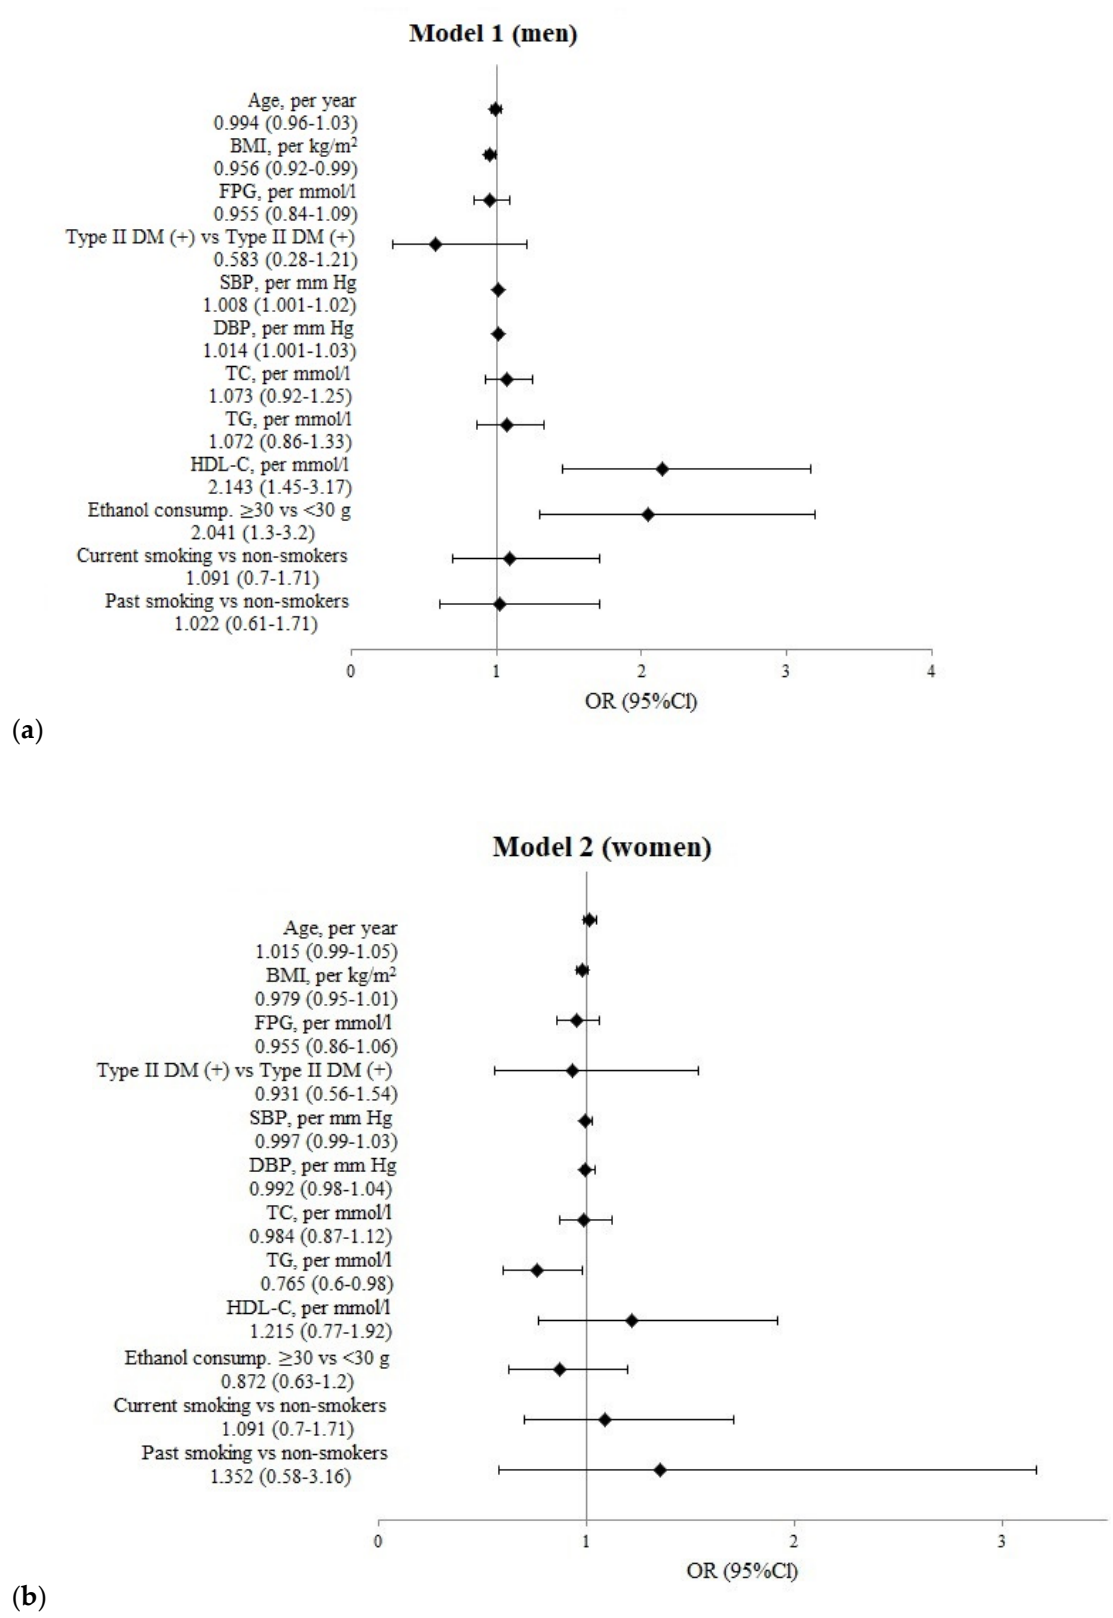 Model 1 (men)
Age, per year
0.994 (0.96-1.03)
BMI, per kg/m²
0.956 (0.92-0.99)
FPG, per mmol/l
0.955 (0.84-1.09)
Type II DM (+) vs Type II DM (+)
0.583 (0.28-1.21)
SBP, per mm Hg
1.008 (1.001-1.02)
DBP, per mm Hg
1.014 (1.001-1.03)
TC, per mmol/l
1.073 (0.92-1.25)
TG, per mmol/l
1.072 (0.86-1.33)
HDL-C, per mmol/l
2.143 (1.45-3.17)
Ethanol consump. ≥30 vs <30 g
2.041 (1.3-3.2)
Current smoking vs non-smokers
1.091 (0.7-1.71)
Past smoking vs non-smokers
1.022 (0.61-1.71)
0 1 2 3 4
OR (95%Cl)
(a)
Model 2 (women)
Age, per year
1.015 (0.99-1.05)
BMI, per kg/m²
0.979 (0.95-1.01)
FPG, per mmol/l
0.955 (0.86-1.06)
Type II DM (+) vs Type II DM (+)
0.931 (0.56-1.54)
SBP, per mm Hg
0.997 (0.99-1.03)
DBP, per mm Hg
0.992 (0.98-1.04)
TC, per mmol/l
0.984 (0.87-1.12)
TG, per mmol/l
0.765 (0.6-0.98)
HDL-C, per mmol/l
1.215 (0.77-1.92)
Ethanol consump. ≥30 vs <30 g
0.872 (0.63-1.2)
Current smoking vs non-smokers
1.091 (0.7-1.71)
Past smoking vs non-smokers
1.352 (0.58-3.16)
0 1 2 3
OR (95%Cl)
(b)